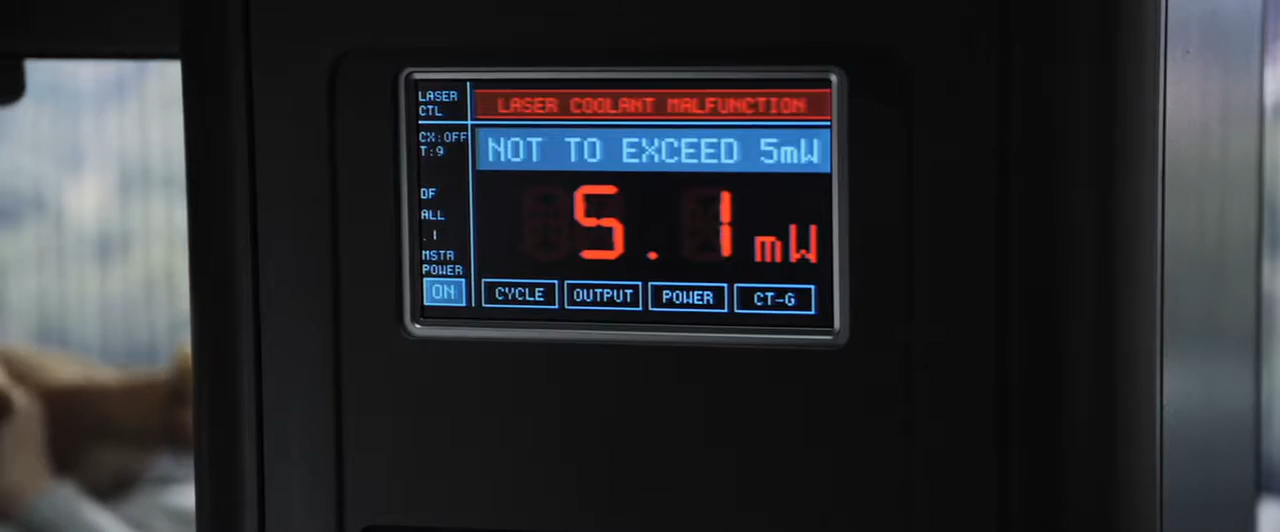 LASER
CTL
LASER COOLANT MALFUNCTION
CX:OFF
T:9
NOT TO EXCEED 5mW
5.1 mW
DF
ALL
.1
MSTR
POWER
ON
CYCLE
OUTPUT
POWER
CT-G